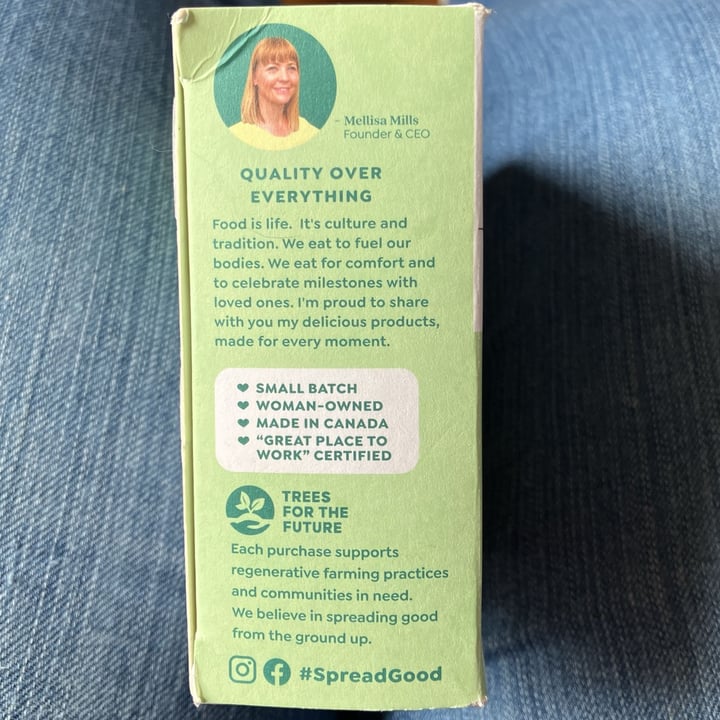 - Mellisa Mills
Founder & CEO
QUALITY OVER
EVERYTHING
Food is life. It's culture and
tradition. We eat to fuel our
bodies. We eat for comfort and
to celebrate milestones with
loved ones. I'm proud to share
with you my delicious products,
made for every moment.
SMALL BATCH
WOMAN-OWNED
MADE IN CANADA
“GREAT PLACE TO
WORK” CERTIFIED
TREES
FOR THE
FUTURE
Each purchase supports
regenerative farming practices
and communities in need.
We believe in spreading good
from the ground up.
#SpreadGood